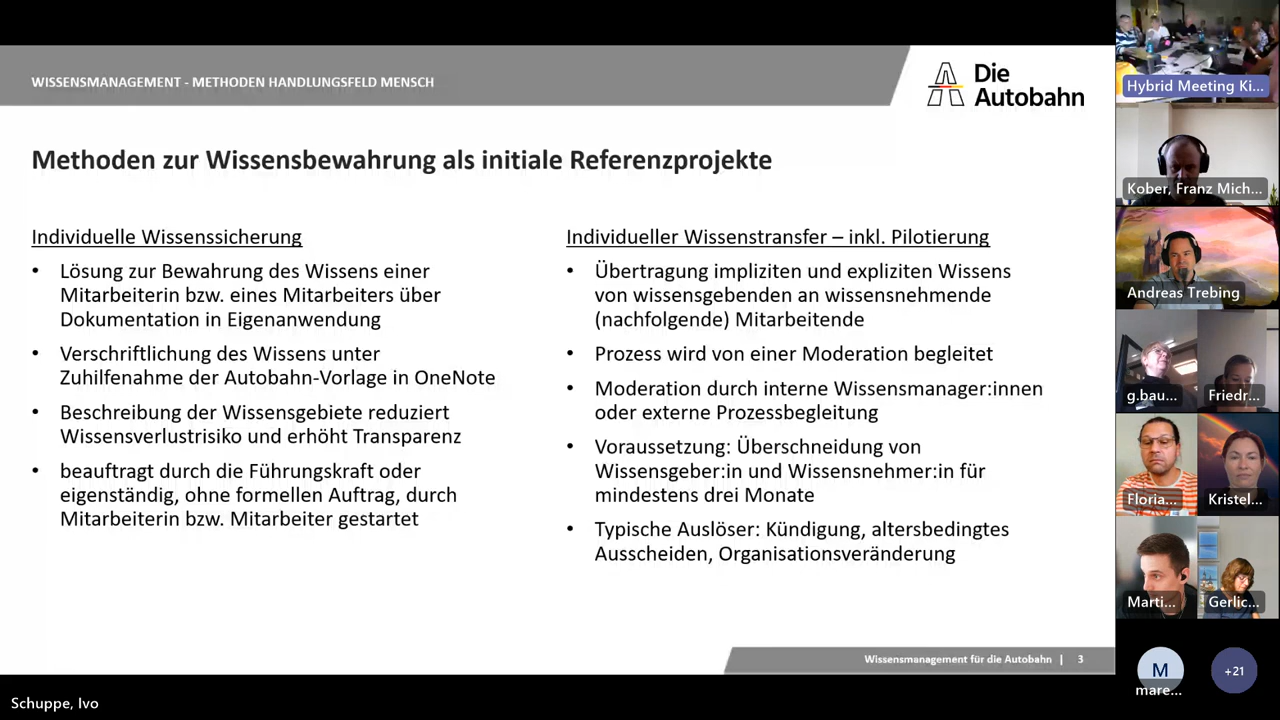 WISSENSMANAGEMENT - METHODEN HANDLUNGSFELD MENSCH
Die
Autobahn
Methoden zur Wissensbewahrung als initiale Referenzprojekte
Individuelle Wissenssicherung
• Lösung zur Bewahrung des Wissens einer
Mitarbeiterin bzw. eines Mitarbeiters über
Dokumentation in Eigenanwendung
• Verschriftlichung des Wissens unter
Zuhilfenahme der Autobahn-Vorlage in OneNote
• Beschreibung der Wissensgebiete reduziert
Wissensverlustrisiko und erhöht Transparenz
• beauftragt durch die Führungskraft oder
eigenständig, ohne formellen Auftrag, durch
Mitarbeiterin bzw. Mitarbeiter gestartet
Individueller Wissenstransfer – inkl. Pilotierung
• Übertragung impliziten und expliziten Wissens
von wissensgebenden an wissensnehmende
(nachfolgende) Mitarbeitende
• Prozess wird von einer Moderation begleitet
• Moderation durch interne Wissensmanager:innen
oder externe Prozessbegleitung
• Voraussetzung: Überschneidung von
Wissensgeber:in und Wissensnehmer:in für
mindestens drei Monate
• Typische Auslöser: Kündigung, altersbedingtes
Ausscheiden, Organisationsveränderung
Wissensmanagement für die Autobahn | 3
Schuppe, Ivo
Hybrid Meeting Ki...
Kober, Franz Mich...
Andreas Trebing
g.bau...
Friedr...
Floria...
Kristel...
Marti...
Gerlic...
M
mare...
+21